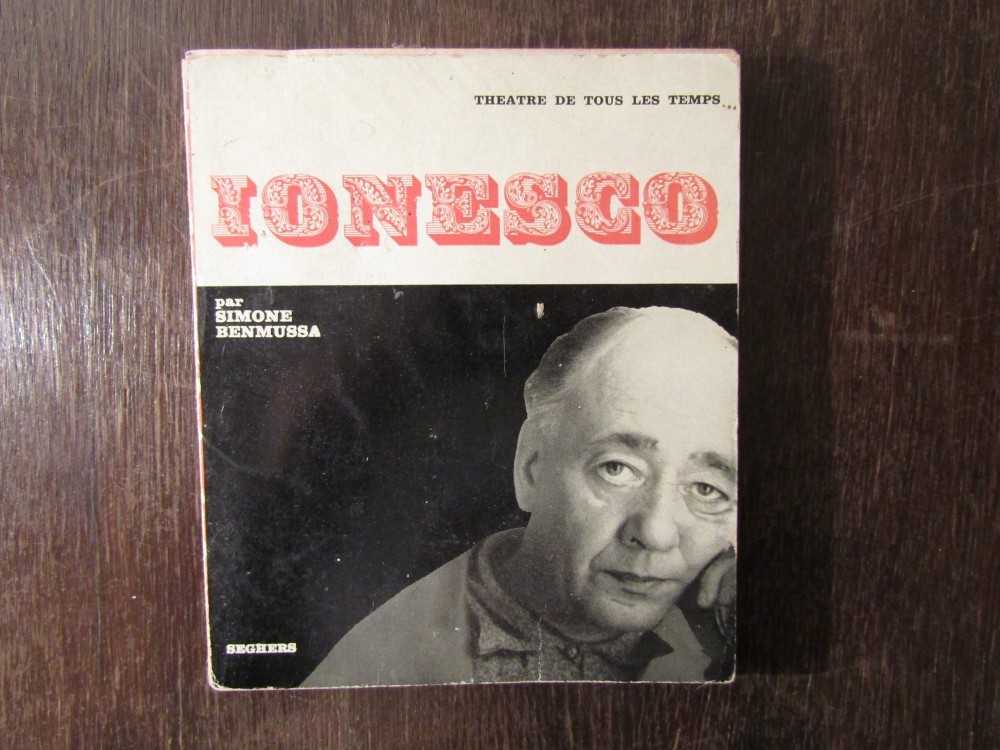 THEATRE DE TOUS LES TEMPS...
IONESCO
par
SIMONE
BENMUSSA
SEGHERS